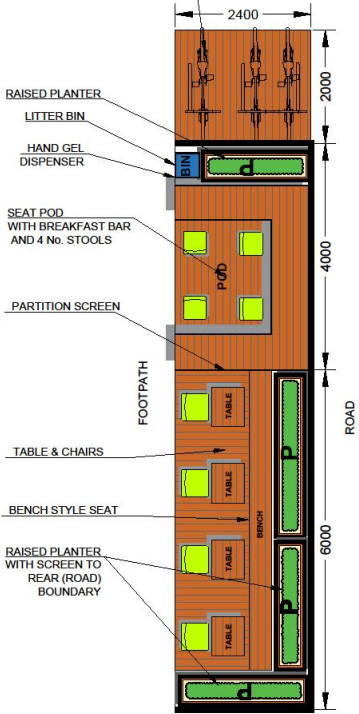 2400
2000
RAISED PLANTER
LITTER BIN
HAND GEL
DISPENSER
BIN
P
SEAT POD
WITH BREAKFAST BAR
AND 4 No. STOOLS
POD
4000
PARTITION SCREEN
FOOTPATH
ROAD
TABLE
P
TABLE & CHAIRS
TABLE
BENCH STYLE SEAT
BENCH
6000
RAISED PLANTER
WITH SCREEN TO
REAR (ROAD)
BOUNDARY
TABLE
P
TABLE
P